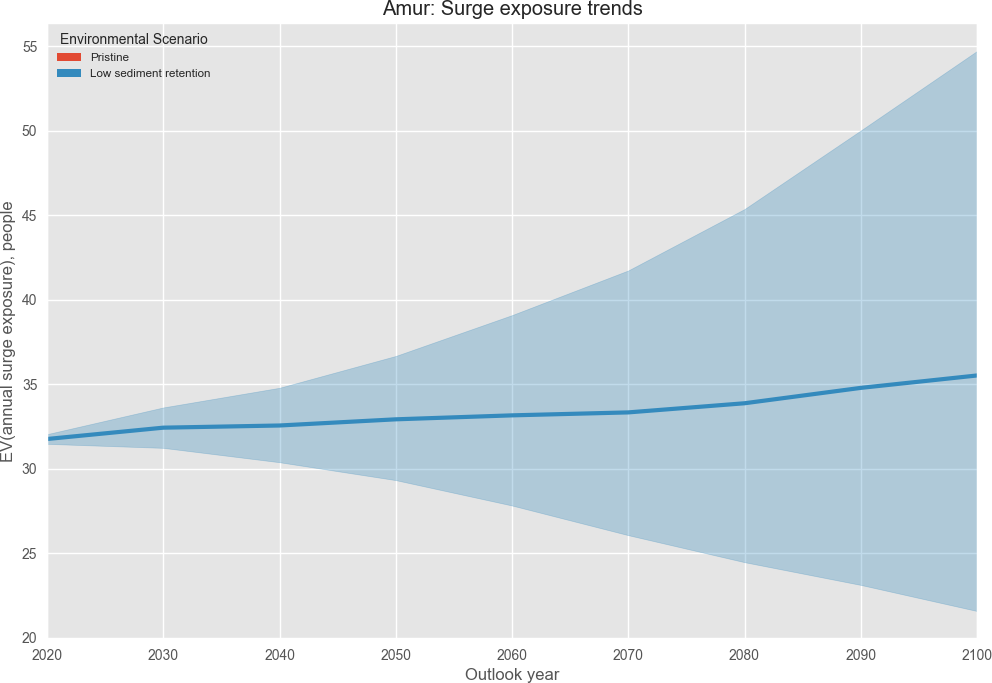 Amur: Surge exposure trends
Environmental Scenario
Pristine
Low sediment retention
EV(annual surge exposure), people
55
50
45
40
35
30
25
20
2020 2030 2040 2050 2060 2070 2080 2090 2100
Outlook year